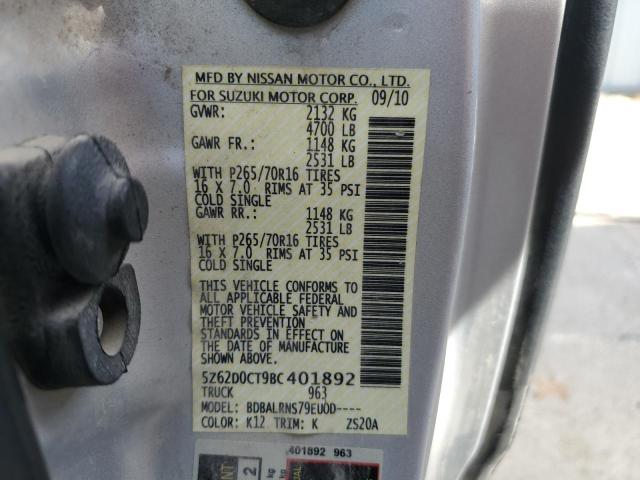 MFD BY NISSAN MOTOR CO., LTD.
FOR SUZUKI MOTOR CORP. 09/10
GVWR: 2132 KG
4700 LB
GAWR FR.: 1148 KG
2531 LB
WITH P265/70R16 TIRES
16 X 7.0 RIMS AT 35 PSI
COLD SINGLE
GAWR RR.: 1148 KG
2531 LB
WITH P265/70R16 TIRES
16 X 7.0 RIMS AT 35 PSI
COLD SINGLE
THIS VEHICLE CONFORMS TO
ALL APPLICABLE FEDERAL
MOTOR VEHICLE SAFETY AND
THEFT PREVENTION
STANDARDS IN EFFECT ON
THE DATE OF MANUFACTURE
SHOWN ABOVE.
5Z62D0CT9BC401892
TRUCK 963
MODEL: BDBALRNS79EUOD----
COLOR: K12 TRIM: K ZS20A
401892 963
2